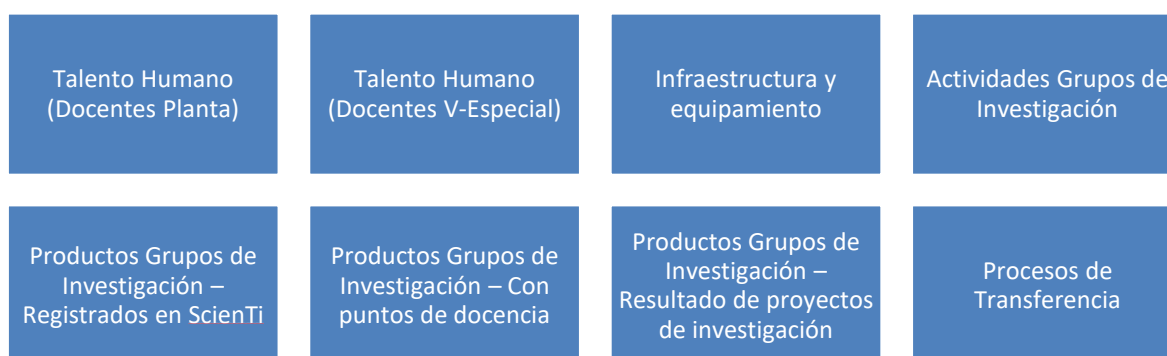 Talento Humano
(Docentes Planta)
Talento Humano
(Docentes V-Especial)
Infraestructura y
equipamiento
Actividades Grupos de
Investigación
Productos Grupos de
Investigación –
Registrados en ScienTi
Productos Grupos de
Investigación – Con
puntos de docencia
Productos Grupos de
Investigación –
Resultado de proyectos
de investigación
Procesos de
Transferencia